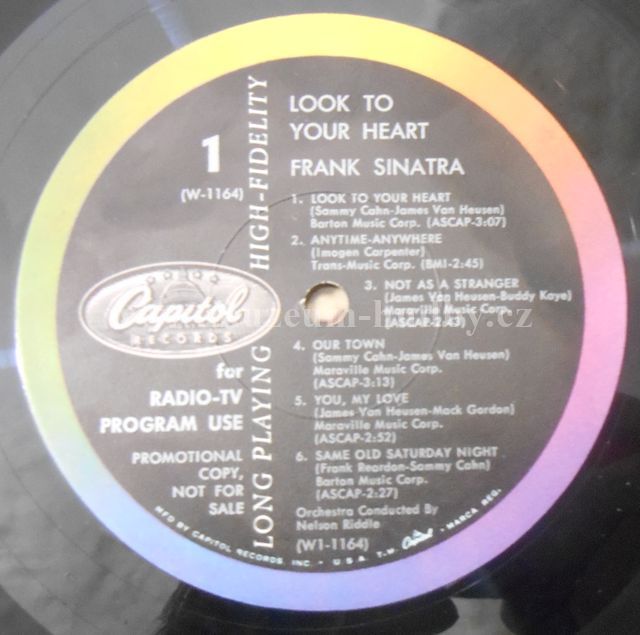 1
(W-1164)
Capitol
RECORDS
for
RADIO-TV
PROGRAM USE
PROMOTIONAL
COPY,
NOT FOR
SALE
LONG PLAYING HIGH-FIDELITY
LOOK TO
YOUR HEART
FRANK SINATRA
1. LOOK TO YOUR HEART
(Sammy Cahn-James Van Heusen)
Barton Music Corp. (ASCAP-3:07)
2. ANYTIME-ANYWHERE
(Imogen Carpenter)
Trans-Music Corp. (BMI-2:45)
3. NOT AS A STRANGER
(James Van Heusen-Buddy Kaye)
Maraville Music Corp.
(ASCAP-2:43)
4. OUR TOWN
(Sammy Cahn-James Van Heusen)
Maraville Music Corp.
(ASCAP-3:13)
5. YOU, MY LOVE
(James Van Heusen-Mack Gordon)
Maraville Music Corp.
(ASCAP-2:52)
6. SAME OLD SATURDAY NIGHT
(Frank Reardon-Sammy Cahn)
Barton Music Corp.
(ASCAP-2:27)
Orchestra Conducted By
Nelson Riddle
(W1-1164)
MFD BY CAPITOL RECORDS, INC. - U.S.A. T.M. Capitol - MARCA REG.